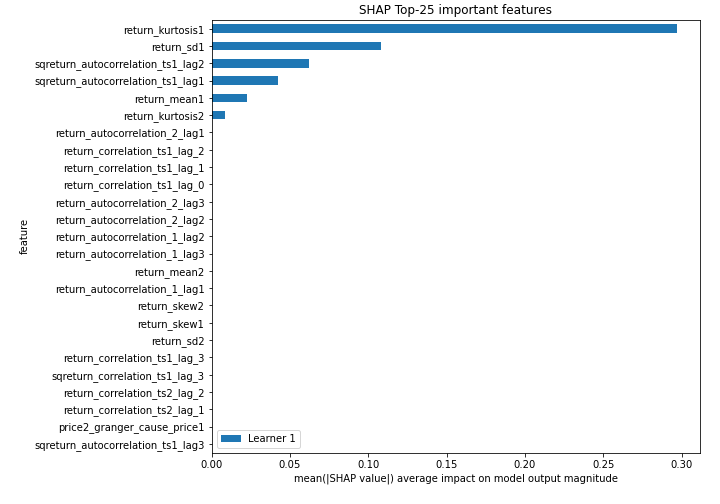 SHAP Top-25 important features
return_kurtosis1
return_sd1
sqreturn_autocorrelation_ts1_lag2
sqreturn_autocorrelation_ts1_lag1
return_mean1
return_kurtosis2
return_autocorrelation_2_lag1
return_correlation_ts1_lag_2
return_correlation_ts1_lag_1
return_correlation_ts1_lag_0
return_autocorrelation_2_lag3
return_autocorrelation_2_lag2
return_autocorrelation_1_lag2
return_autocorrelation_1_lag3
return_mean2
return_autocorrelation_1_lag1
return_skew2
return_skew1
return_sd2
return_correlation_ts1_lag_3
sqreturn_correlation_ts1_lag_3
return_correlation_ts2_lag_2
return_correlation_ts2_lag_1
price2_granger_cause_price1
sqreturn_autocorrelation_ts1_lag3
feature
Learner 1
0.00 0.05 0.10 0.15 0.20 0.25 0.30
mean(|SHAP value|) average impact on model output magnitude